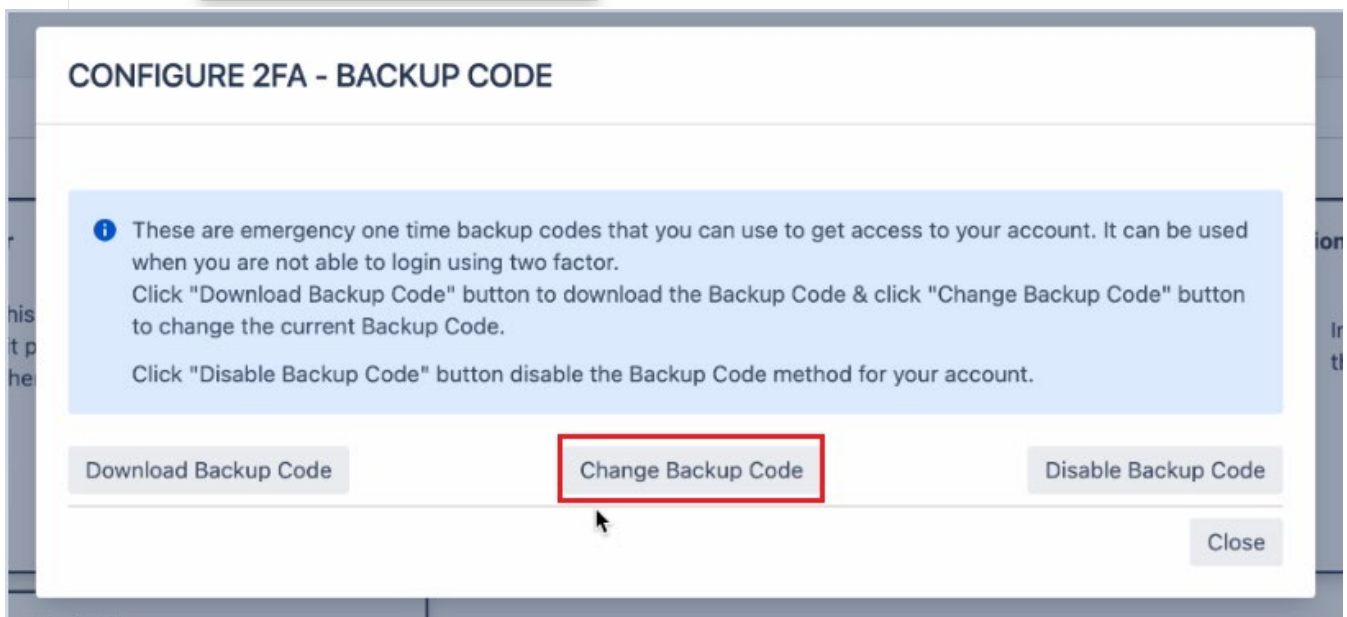 CONFIGURE 2FA - BACKUP CODE
These are emergency one time backup codes that you can use to get access to your account. It can be used
when you are not able to login using two factor.
Click "Download Backup Code" button to download the Backup Code & click "Change Backup Code" button
to change the current Backup Code.
Click "Disable Backup Code" button disable the Backup Code method for your account.
Download Backup Code Change Backup Code Disable Backup Code
Close